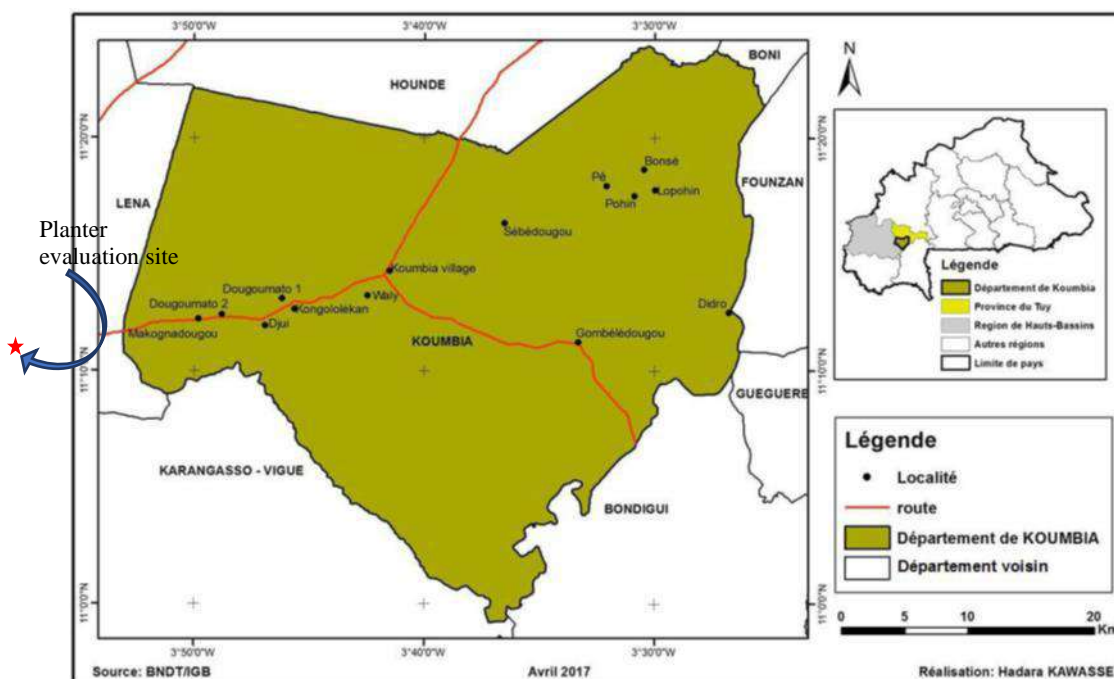 3°50'0"W
3°40'0"W
3°30'0"W
BONI
N
HOUNDE
11°20'0"N
11°20'0"N
Bonsé
Pê
Lopohin
Pohin
FOUNZAN
LENA
Planter
evaluation site
Sébédougou
Koumbia village
Légende
Département de Koumbia
Province du Tuy
Region de Hauts-Bassins
Autres régions
Limite de pays
Dougoumato 1
Waly
Dougoumato 2
Kongololékan
Didro
Djui
Makognadougou
KOUMBIA
Gombélédougou
11°10'0"N
11°10'0"N
GUEGUERE
KARANGASSO - VIGUE
BONDIGUI
Légende
Localité
route
Département de KOUMBIA
Département voisin
11°0'0"N
11°0'0"N
0 5 10 20
Km
3°50'0"W
3°40'0"W
3°30'0"W
Source: BNDT/IGB
Avril 2017
Réalisation: Hadara KAWASSE